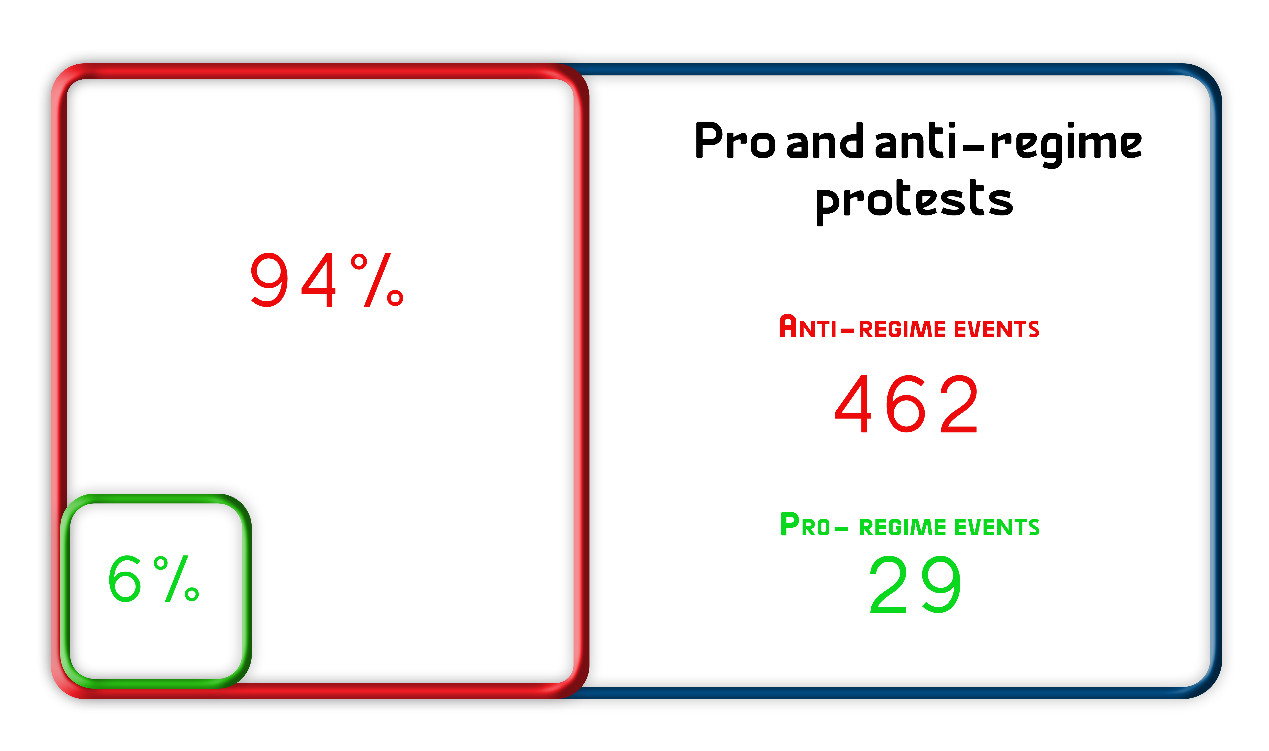 94%
6%
Pro and anti-regime
protests
Anti-regime events
462
Pro- regime events
29